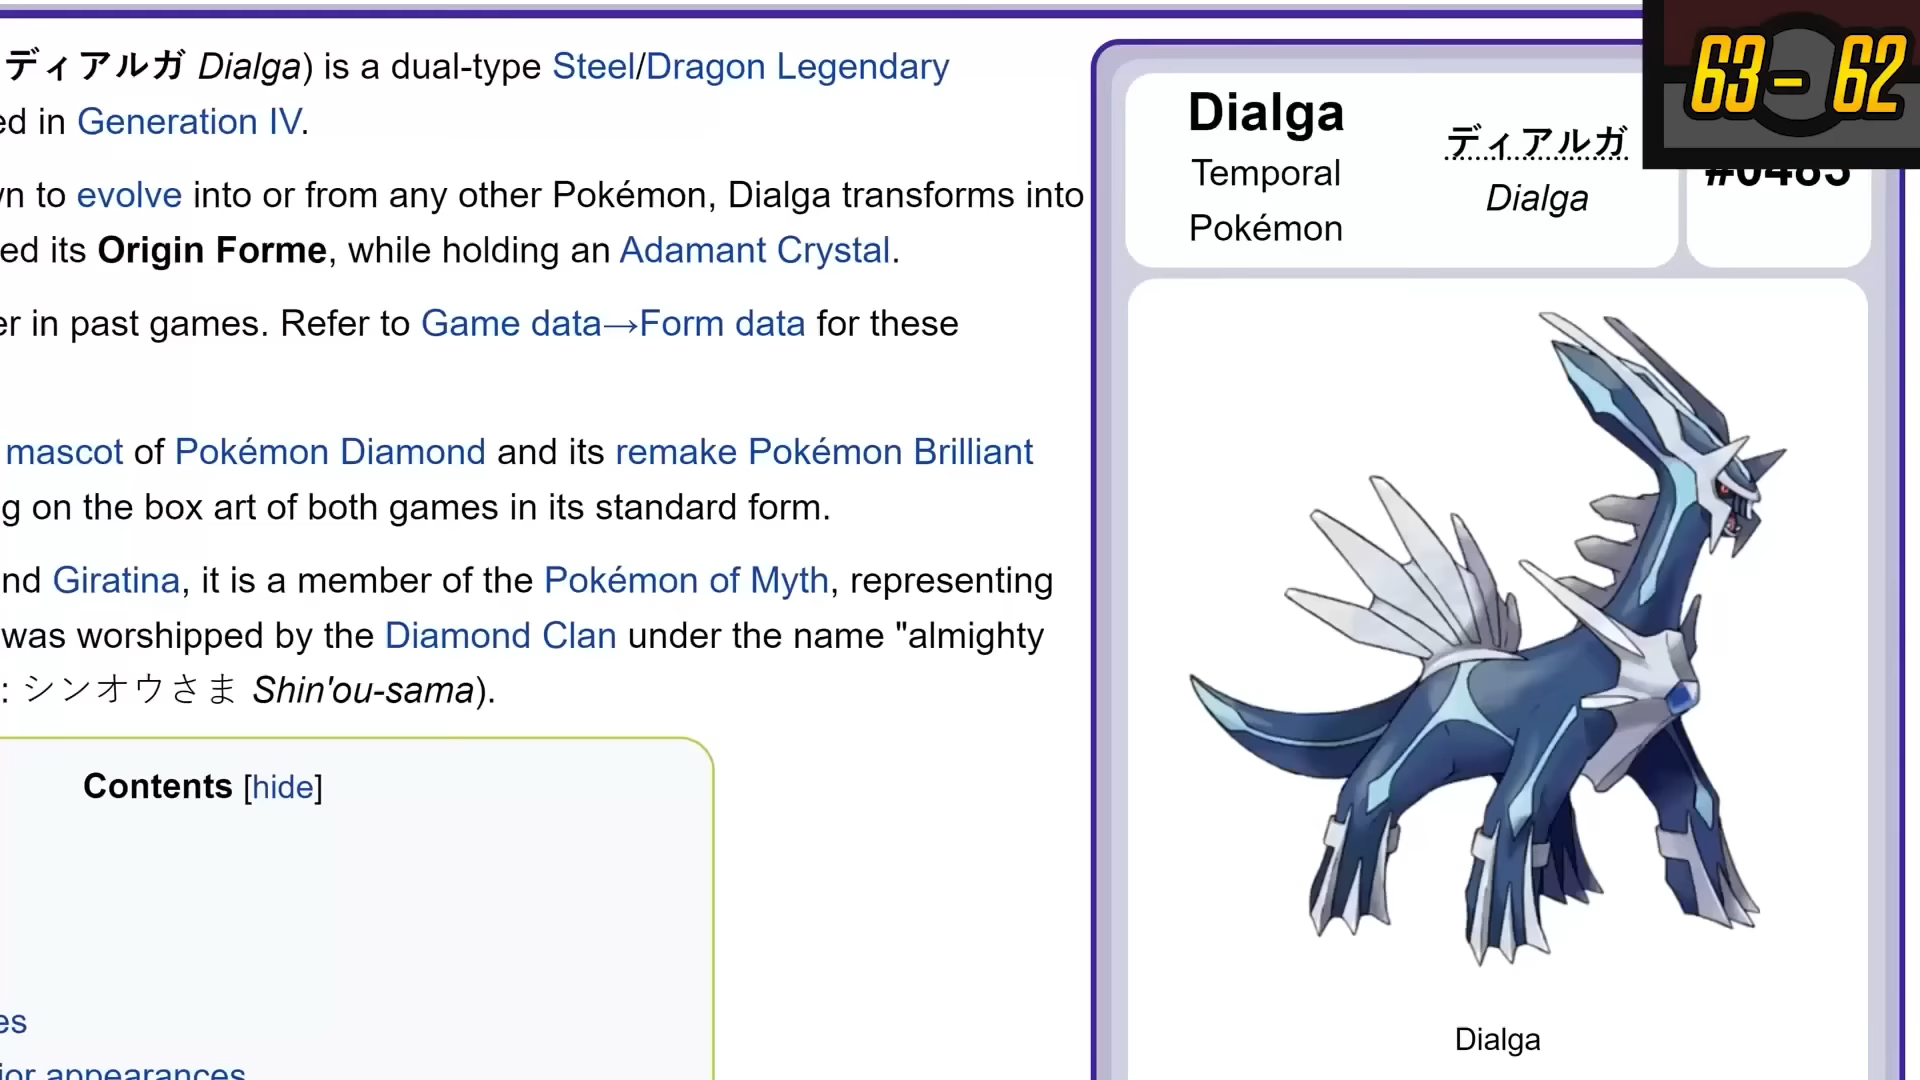 ディアルガ Dialga) is a dual-type Steel/Dragon Legendary
ed in Generation IV.
vn to evolve into or from any other Pokémon, Dialga transforms into
ed its Origin Forme, while holding an Adamant Crystal.
er in past games. Refer to Game data→Form data for these
mascot of Pokémon Diamond and its remake Pokémon Brilliant
g on the box art of both games in its standard form.
nd Giratina, it is a member of the Pokémon of Myth, representing
was worshipped by the Diamond Clan under the name "almighty
: シンオウさま Shin'ou-sama).
Contents [hide]
es
ior appearances
Dialga
Temporal
Pokémon
ディアルガ
Dialga
63 - 62
#0483
Dialga